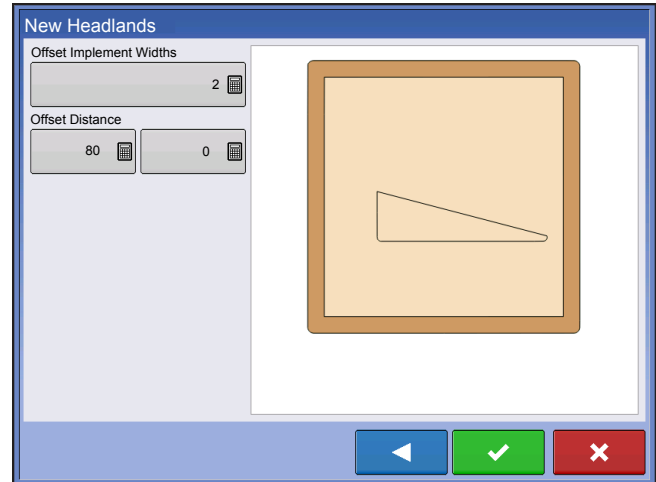 New Headlands
Offset Implement Widths
2
Offset Distance
80 0